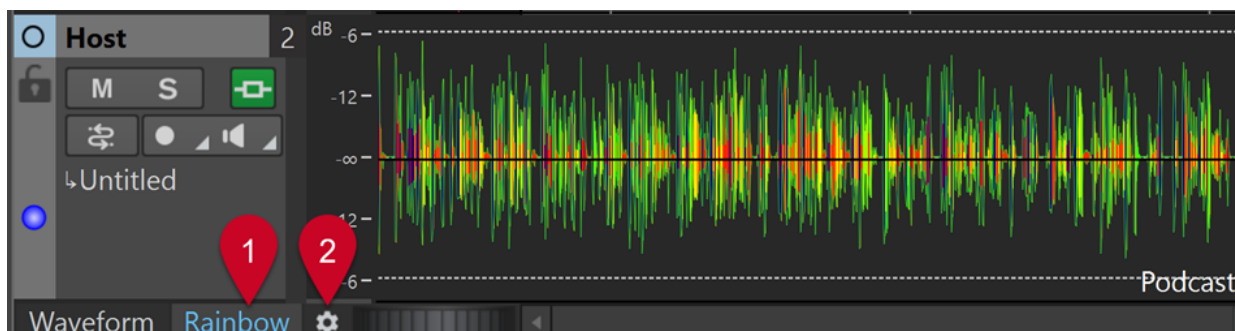 Host 2
dB -6
M S
-12
-∞
↳Untitled
12
1 2
-6
Podcast
Waveform Rainbow